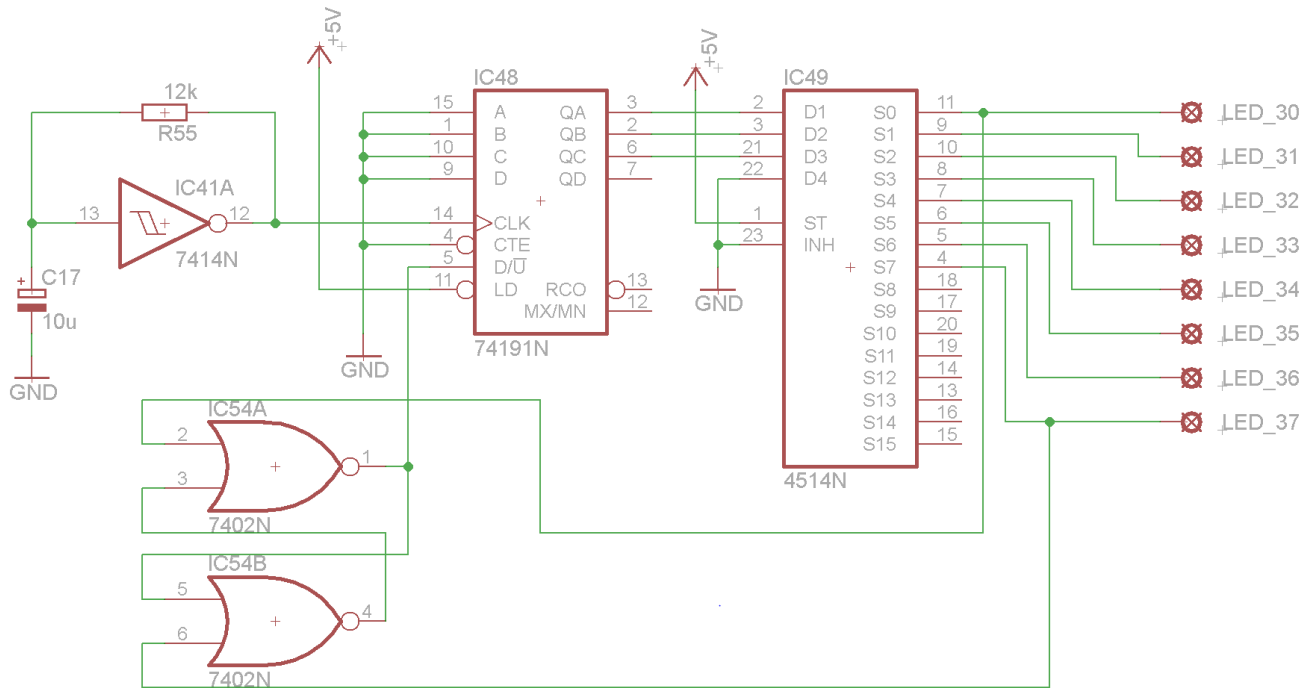 +5V
12k
R55
IC41A
13
12
7414N
C17
+
10u
GND
IC48
15 A QA 3
1 B QB 2
10 C QC 6
9 D QD 7
14 CLK
4 CTE
5 D/U̅
11 LD RCO 13
MX/MN 12
74191N
GND
+5V
IC49
2 D1 S0 11
3 D2 S1 9
21 D3 S2 10
22 D4 S3 8
S4 7
1 ST S5 6
23 INH S6 5
S7 4
S8 18
S9 17
S10 20
S11 19
S12 14
S13 13
S14 16
S15 15
4514N
GND
LED_30
LED_31
LED_32
LED_33
LED_34
LED_35
LED_36
LED_37
IC54A
2
3
1
7402N
IC54B
5
6
4
7402N